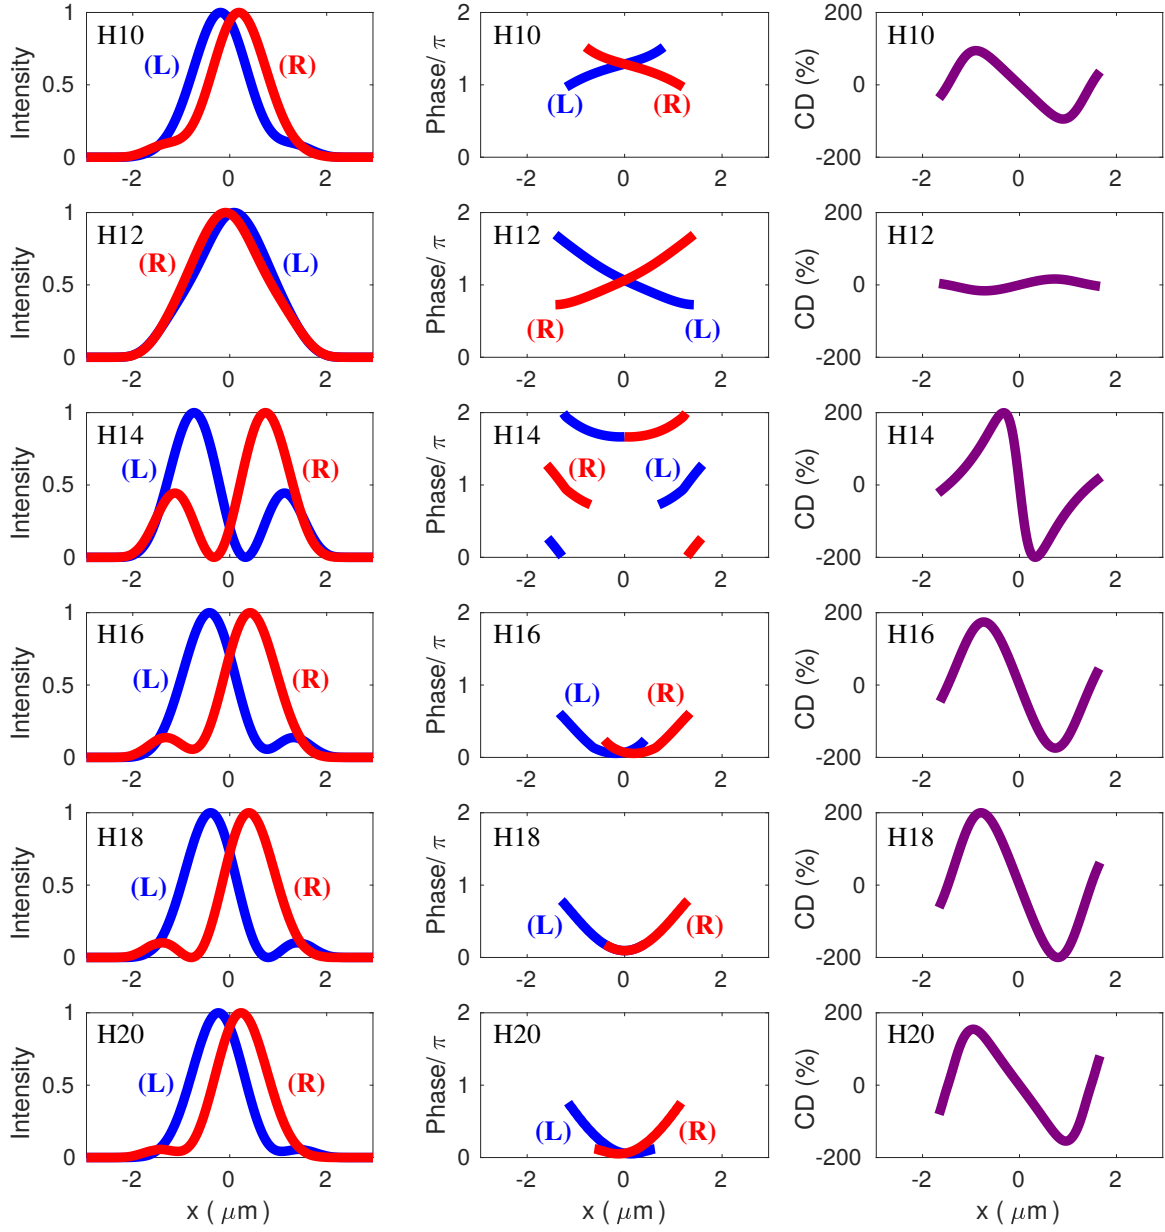 Intensity
1
0.5
0
-2
0
2
H10
(L)
(R)
Phase/ π
2
1
0
-2
0
2
H10
(L)
(R)
CD (%)
200
0
-200
-2
0
2
H10
Intensity
1
0.5
0
-2
0
2
H12
(R)
(L)
Phase/ π
2
1
0
-2
0
2
H12
(R)
(L)
CD (%)
200
0
-200
-2
0
2
H12
Intensity
1
0.5
0
-2
0
2
H14
(L)
(R)
Phase/ π
2
1
0
-2
0
2
H14
(R)
(L)
CD (%)
200
0
-200
-2
0
2
H14
Intensity
1
0.5
0
-2
0
2
H16
(L)
(R)
Phase/ π
2
1
0
-2
0
2
H16
(L)
(R)
CD (%)
200
0
-200
-2
0
2
H16
Intensity
1
0.5
0
-2
0
2
H18
(L)
(R)
Phase/ π
2
1
0
-2
0
2
H18
(L)
(R)
CD (%)
200
0
-200
-2
0
2
H18
Intensity
1
0.5
0
-2
0
2
H20
(L)
(R)
x ( μm)
Phase/ π
2
1
0
-2
0
2
H20
(L)
(R)
x ( μm)
CD (%)
200
0
-200
-2
0
2
H20
x ( μm)